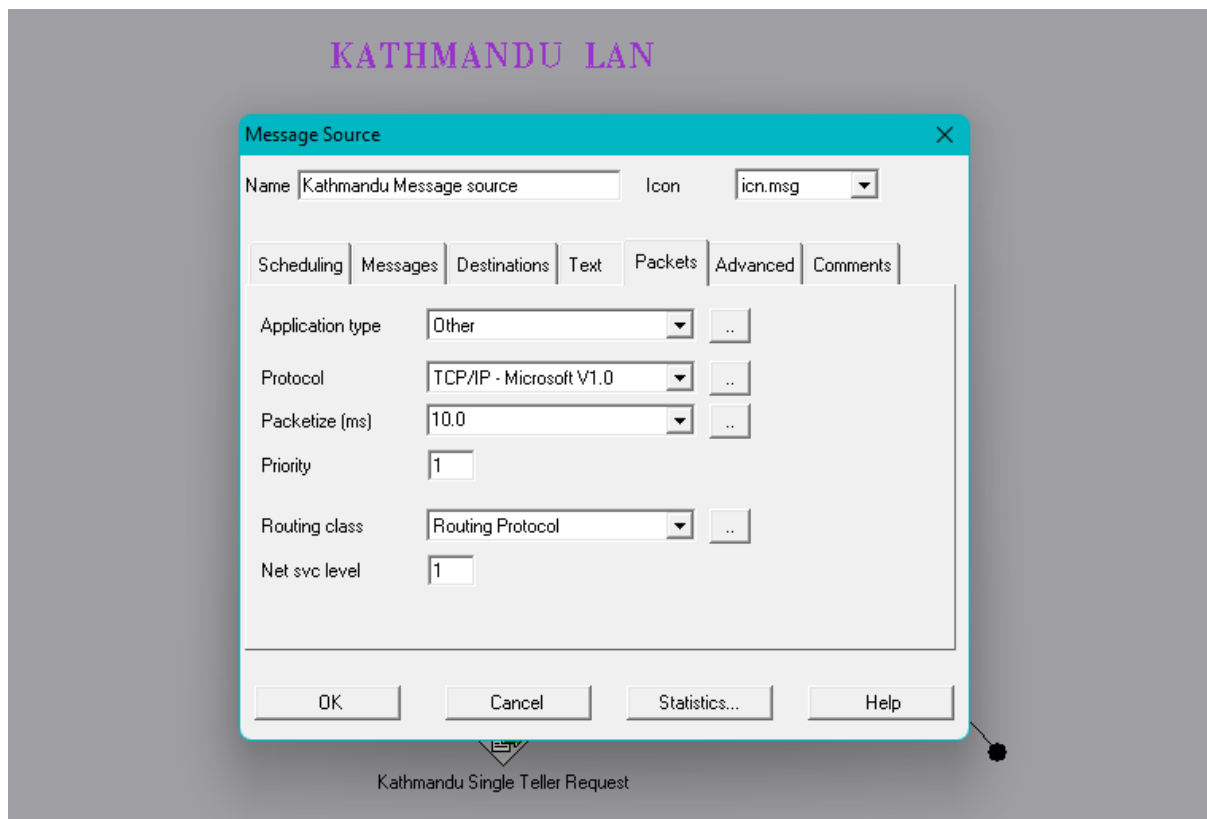 KATHMANDU LAN
Message Source
Name Kathmandu Message source Icon icn.msg
Scheduling Messages Destinations Text Packets Advanced Comments
Application type Other ..
Protocol TCP/IP - Microsoft V1.0 ..
Packetize (ms) 10.0 ..
Priority 1
Routing class Routing Protocol ..
Net svc level 1
OK Cancel Statistics... Help
Kathmandu Single Teller Request